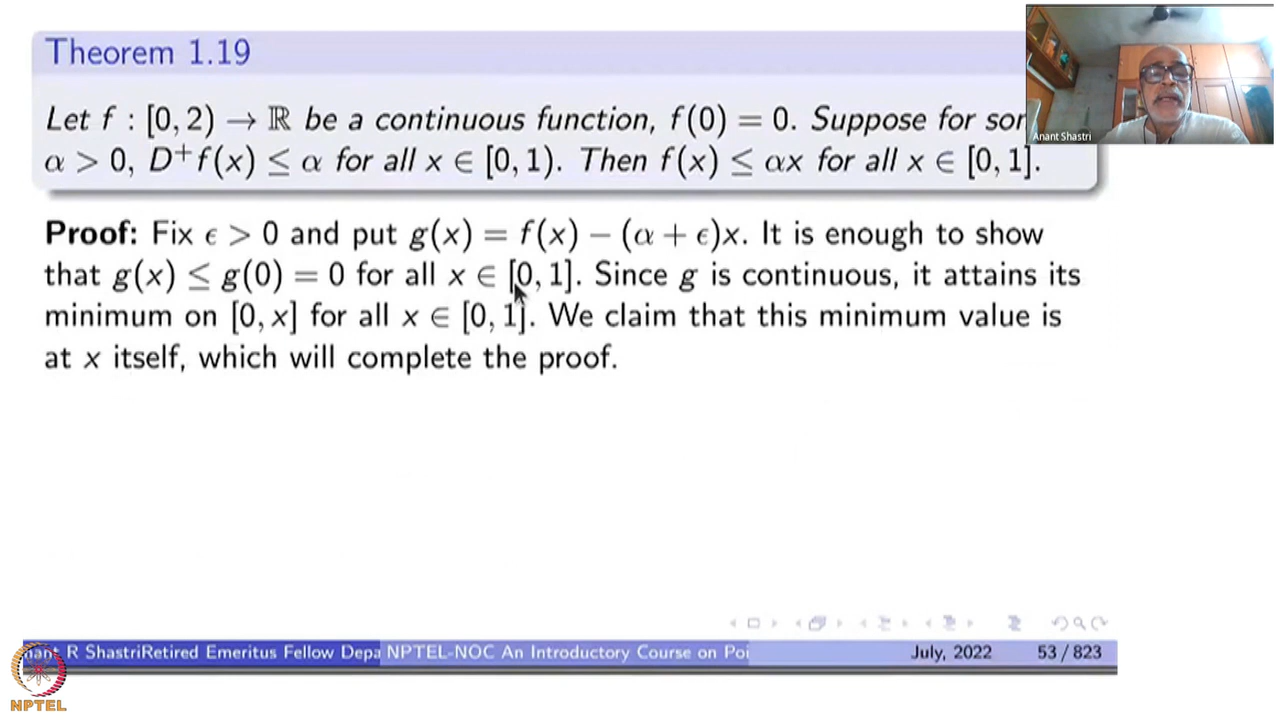 Theorem 1.19
Let f : [0, 2) → ℝ be a continuous function, f(0) = 0. Suppose for
α > 0, D⁺f(x) ≤ α for all x ∈ [0, 1). Then f(x) ≤ αx for all x ∈ [0, 1].
Anant Shastri
Proof: Fix ϵ > 0 and put g(x) = f(x) − (α + ϵ)x. It is enough to show
that g(x) ≤ g(0) = 0 for all x ∈ [0, 1]. Since g is continuous, it attains its
minimum on [0, x] for all x ∈ [0, 1]. We claim that this minimum value is
at x itself, which will complete the proof.
R ShastriRetired Emeritus Fellow Depa NPTEL-NOC An Introductory Course on Poi July, 2022 53 / 823
NPTEL